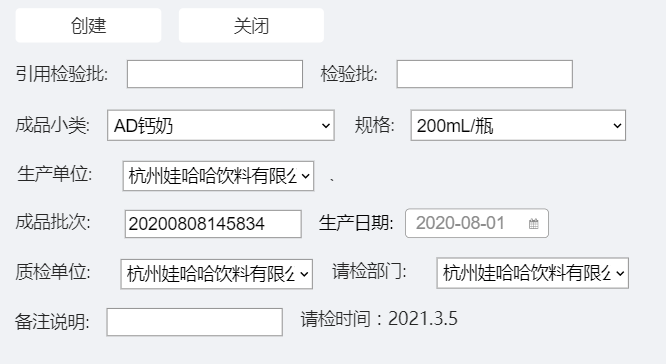 创建 关闭
引用检验批: 检验批:
成品小类: AD钙奶 规格: 200mL/瓶
生产单位: 杭州娃哈哈饮料有限公 、
成品批次: 20200808145834 生产日期: 2020-08-01
质检单位: 杭州娃哈哈饮料有限公 请检部门: 杭州娃哈哈饮料有限公
备注说明: 请检时间：2021.3.5